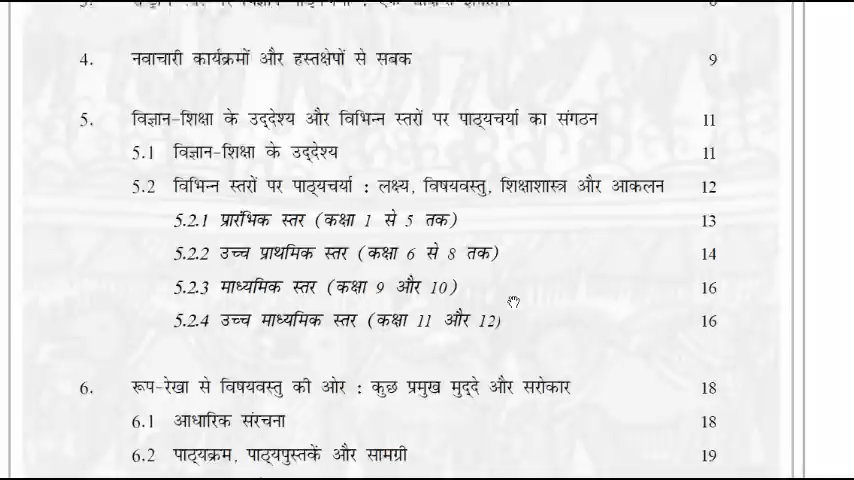 4. नवाचारी कार्यक्रमों और हस्तक्षेपों से सबक 9
5. विज्ञान-शिक्षा के उद्देश्य और विभिन्न स्तरों पर पाठ्यचर्या का संगठन 11
5.1 विज्ञान-शिक्षा के उद्देश्य 11
5.2 विभिन्न स्तरों पर पाठ्यचर्या : लक्ष्य, विषयवस्तु, शिक्षाशास्त्र और आकलन 12
5.2.1 प्रारंभिक स्तर (कक्षा 1 से 5 तक) 13
5.2.2 उच्च प्राथमिक स्तर (कक्षा 6 से 8 तक) 14
5.2.3 माध्यमिक स्तर (कक्षा 9 और 10) 16
5.2.4 उच्च माध्यमिक स्तर (कक्षा 11 और 12) 16
6. रूप-रेखा से विषयवस्तु की ओर : कुछ प्रमुख मुद्दे और सरोकार 18
6.1 आधारिक संरचना 18
6.2 पाठ्यक्रम, पाठ्यपुस्तकें और सामग्री 19